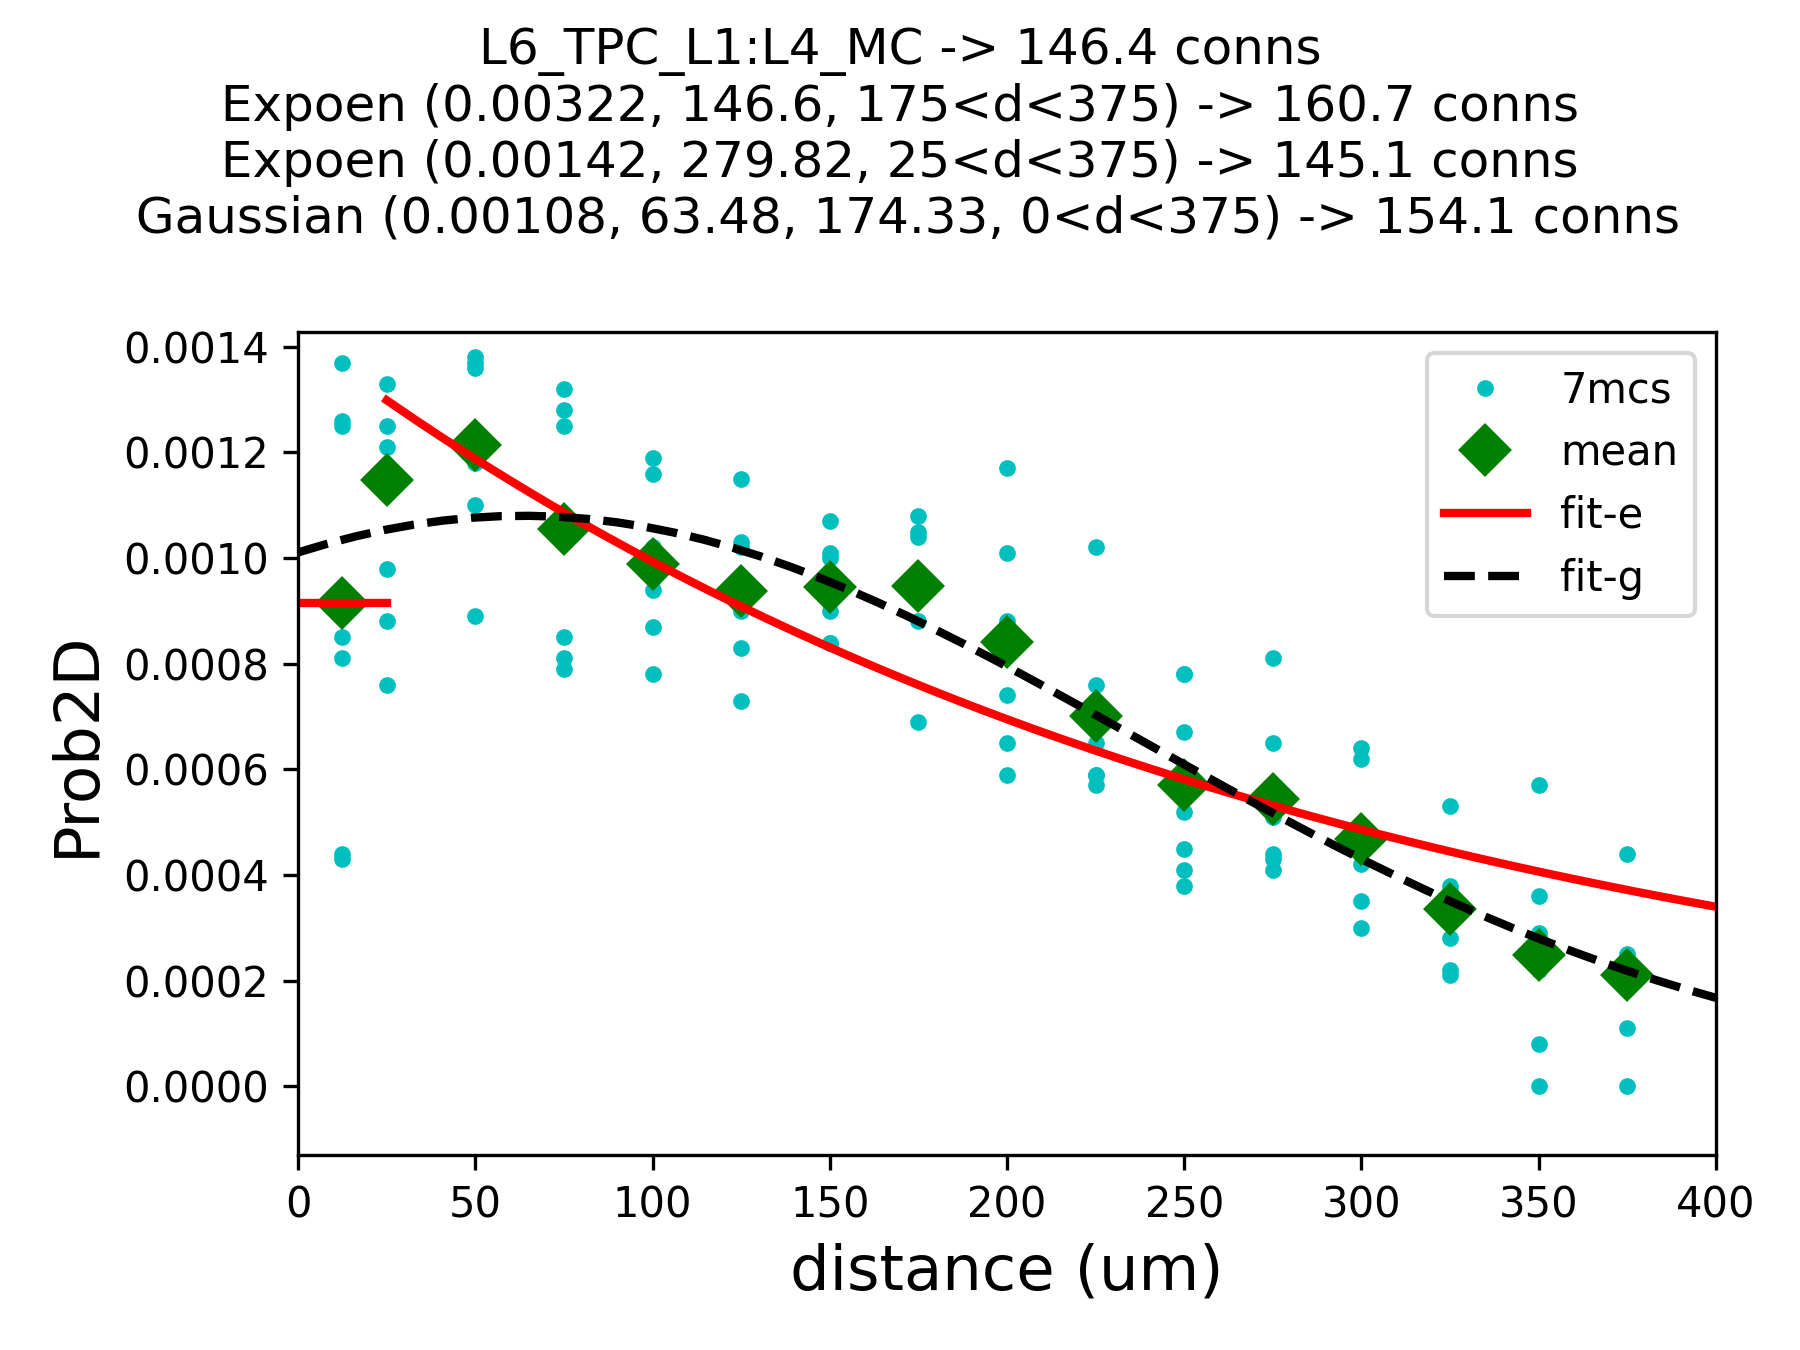 L6_TPC_L1:L4_MC -> 146.4 conns
Expoen (0.00322, 146.6, 175<d<375) -> 160.7 conns
Expoen (0.00142, 279.82, 25<d<375) -> 145.1 conns
Gaussian (0.00108, 63.48, 174.33, 0<d<375) -> 154.1 conns
7mcs
mean
fit-e
fit-g
Prob2D
0.0014
0.0012
0.0010
0.0008
0.0006
0.0004
0.0002
0.0000
0 50 100 150 200 250 300 350 400
distance (um)